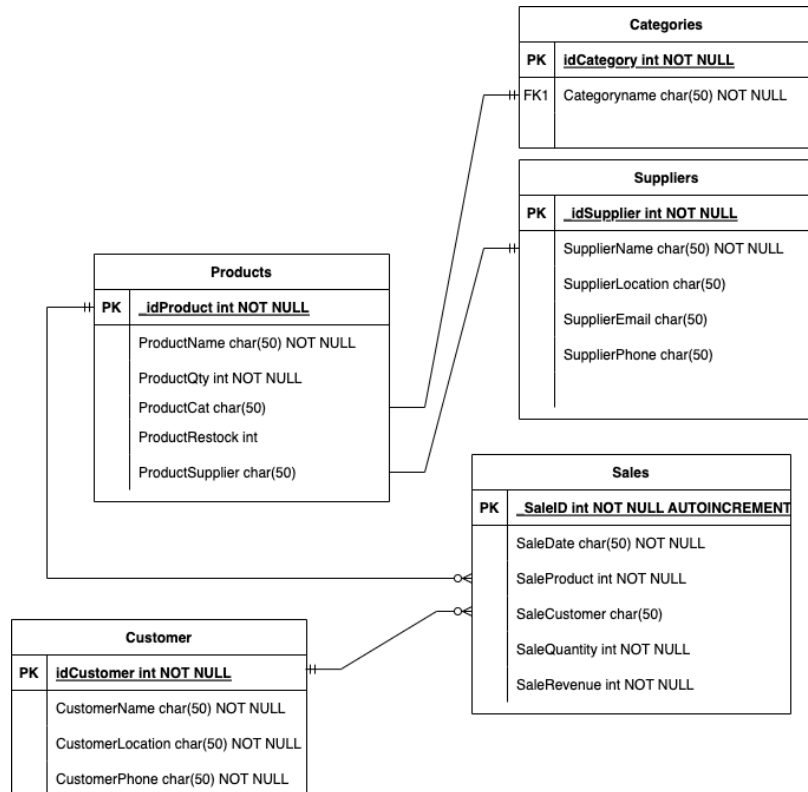 Categories
PK idCategory int NOT NULL
FK1 Categoryname char(50) NOT NULL
Suppliers
PK _idSupplier int NOT NULL
SupplierName char(50) NOT NULL
SupplierLocation char(50)
SupplierEmail char(50)
SupplierPhone char(50)
Products
PK _idProduct int NOT NULL
ProductName char(50) NOT NULL
ProductQty int NOT NULL
ProductCat char(50)
ProductRestock int
ProductSupplier char(50)
Sales
PK _SaleID int NOT NULL AUTOINCREMENT
SaleDate char(50) NOT NULL
SaleProduct int NOT NULL
SaleCustomer char(50)
SaleQuantity int NOT NULL
SaleRevenue int NOT NULL
Customer
PK idCustomer int NOT NULL
CustomerName char(50) NOT NULL
CustomerLocation char(50) NOT NULL
CustomerPhone char(50) NOT NULL